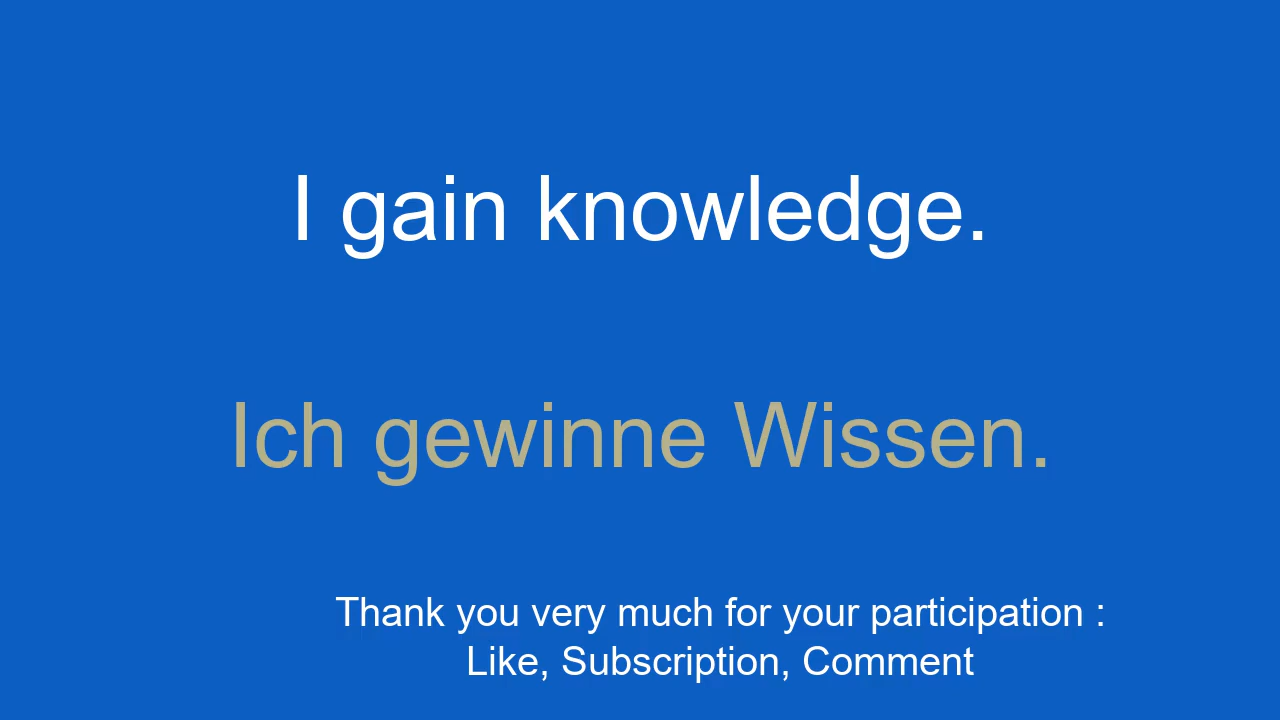 I gain knowledge.
Ich gewinne Wissen.
Thank you very much for your participation :
Like, Subscription, Comment